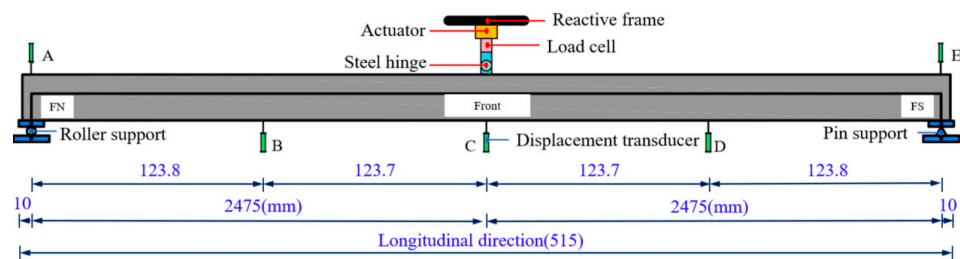 Reactive frame
Actuator
Load cell
A
E
Steel hinge
FN
Front
FS
Roller support
B
C
Displacement transducer
D
Pin support
123.8
123.7
123.7
123.8
10
2475(mm)
2475(mm)
10
Longitudinal direction(515)